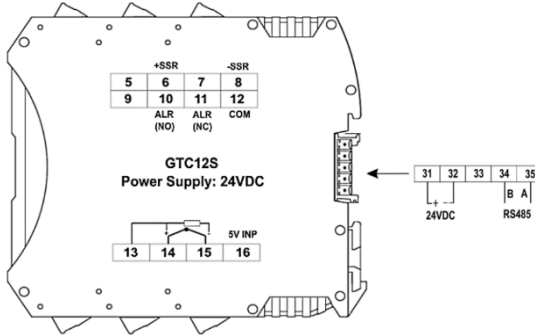 +SSR -SSR
5 6 7 8
9 10 11 12
ALR ALR COM
(NO) (NC)
GTC12S
Power Supply: 24VDC
31 32 33 34 35
- + B A
24VDC RS485
5V INP
13 14 15 16